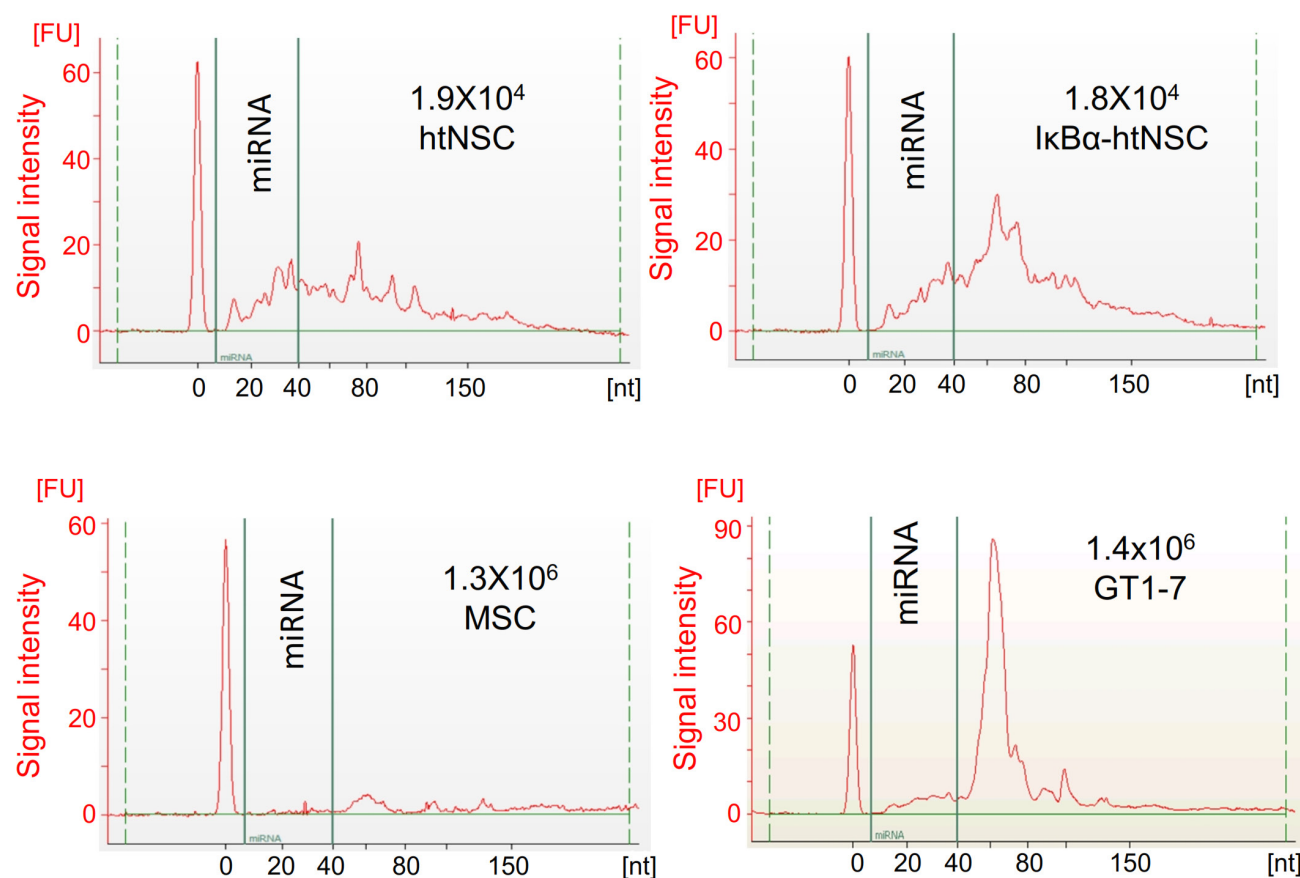 [FU]
Signal intensity
60
40
20
0
miRNA
1.9X10⁴
htNSC
miRNA
0 20 40 80 150 [nt]
[FU]
Signal intensity
60
40
20
0
miRNA
1.8X10⁴
IκBα-htNSC
miRNA
0 20 40 80 150 [nt]
[FU]
Signal intensity
60
40
20
0
miRNA
1.3X10⁶
MSC
miRNA
0 20 40 80 150 [nt]
[FU]
Signal intensity
90
60
30
0
miRNA
1.4x10⁶
GT1-7
miRNA
0 20 40 80 150 [nt]